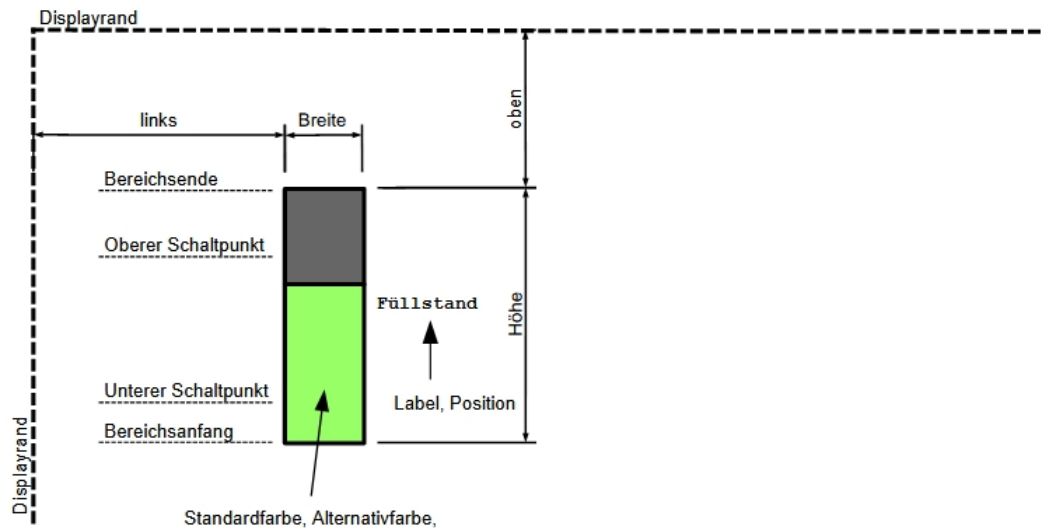 Displayrand
oben
links
Breite
Bereichsende
Oberer Schaltpunkt
Füllstand
Höhe
Unterer Schaltpunkt
Label, Position
Bereichsanfang
Displayrand
Standardfarbe, Alternativfarbe,